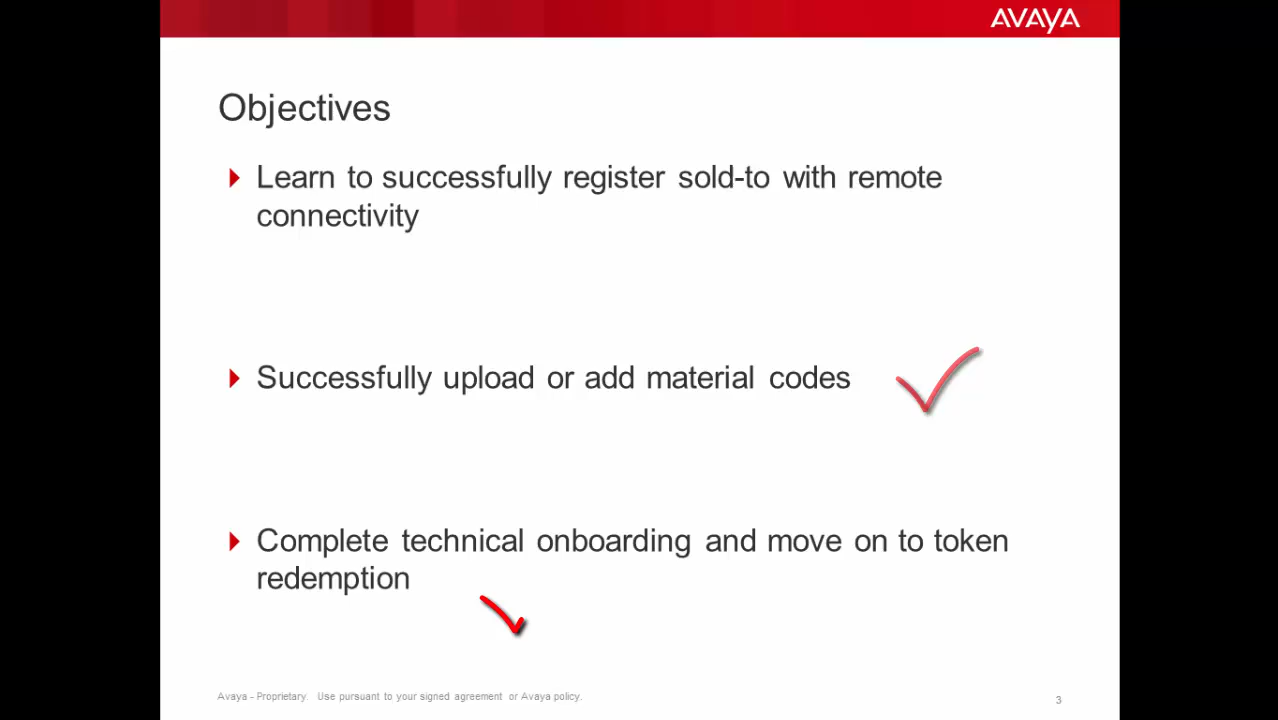 AVAYA
Objectives
Learn to successfully register sold-to with remote
connectivity
Successfully upload or add material codes
Complete technical onboarding and move on to token
redemption
Avaya – Proprietary. Use pursuant to your signed agreement or Avaya policy.
3